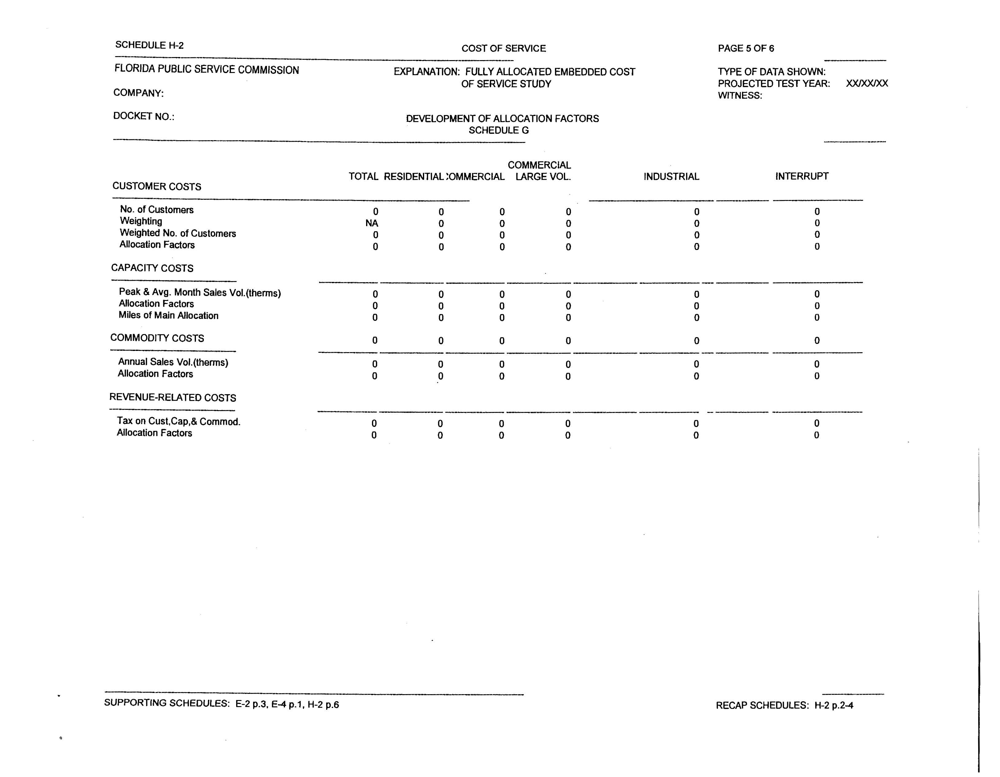 SCHEDULE H-2 COST OF SERVICE PAGE 5 OF 6
FLORIDA PUBLIC SERVICE COMMISSION EXPLANATION: FULLY ALLOCATED EMBEDDED COST TYPE OF DATA SHOWN:
OF SERVICE STUDY PROJECTED TEST YEAR: XX/XX/XX
COMPANY: WITNESS:
DOCKET NO.: DEVELOPMENT OF ALLOCATION FACTORS
SCHEDULE G
COMMERCIAL
TOTAL RESIDENTIAL :OMMERCIAL LARGE VOL. INDUSTRIAL INTERRUPT
CUSTOMER COSTS
No. of Customers 0 0 0 0 0 0
Weighting NA 0 0 0 0 0
Weighted No. of Customers 0 0 0 0 0 0
Allocation Factors 0 0 0 0 0 0
CAPACITY COSTS
Peak & Avg. Month Sales Vol.(therms) 0 0 0 0 0 0
Allocation Factors 0 0 0 0 0 0
Miles of Main Allocation 0 0 0 0 0 0
COMMODITY COSTS 0 0 0 0 0 0
Annual Sales Vol.(therms) 0 0 0 0 0 0
Allocation Factors 0 0 0 0 0 0
REVENUE-RELATED COSTS
Tax on Cust,Cap,& Commod. 0 0 0 0 0 0
Allocation Factors 0 0 0 0 0 0
SUPPORTING SCHEDULES: E-2 p.3, E-4 p.1, H-2 p.6 RECAP SCHEDULES: H-2 p.2-4